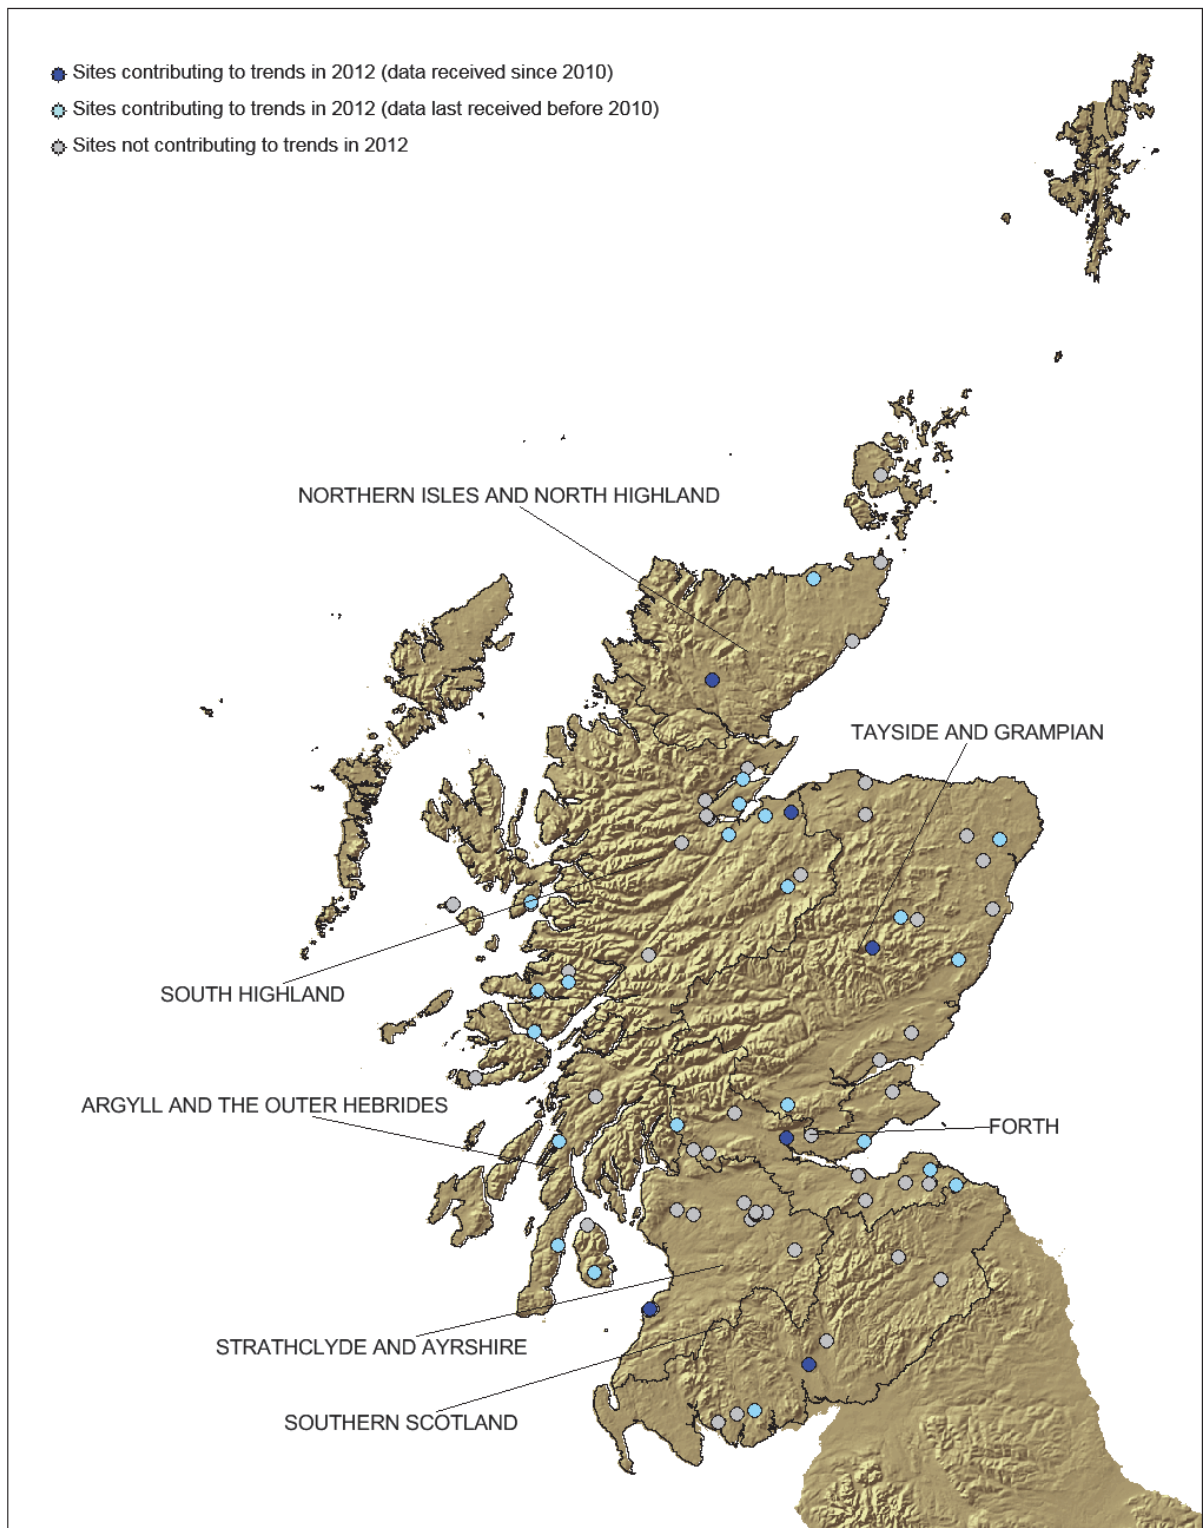 Sites contributing to trends in 2012 (data received since 2010)
Sites contributing to trends in 2012 (data last received before 2010)
Sites not contributing to trends in 2012
NORTHERN ISLES AND NORTH HIGHLAND
TAYSIDE AND GRAMPIAN
SOUTH HIGHLAND
ARGYLL AND THE OUTER HEBRIDES
FORTH
STRATHCLYDE AND AYRSHIRE
SOUTHERN SCOTLAND